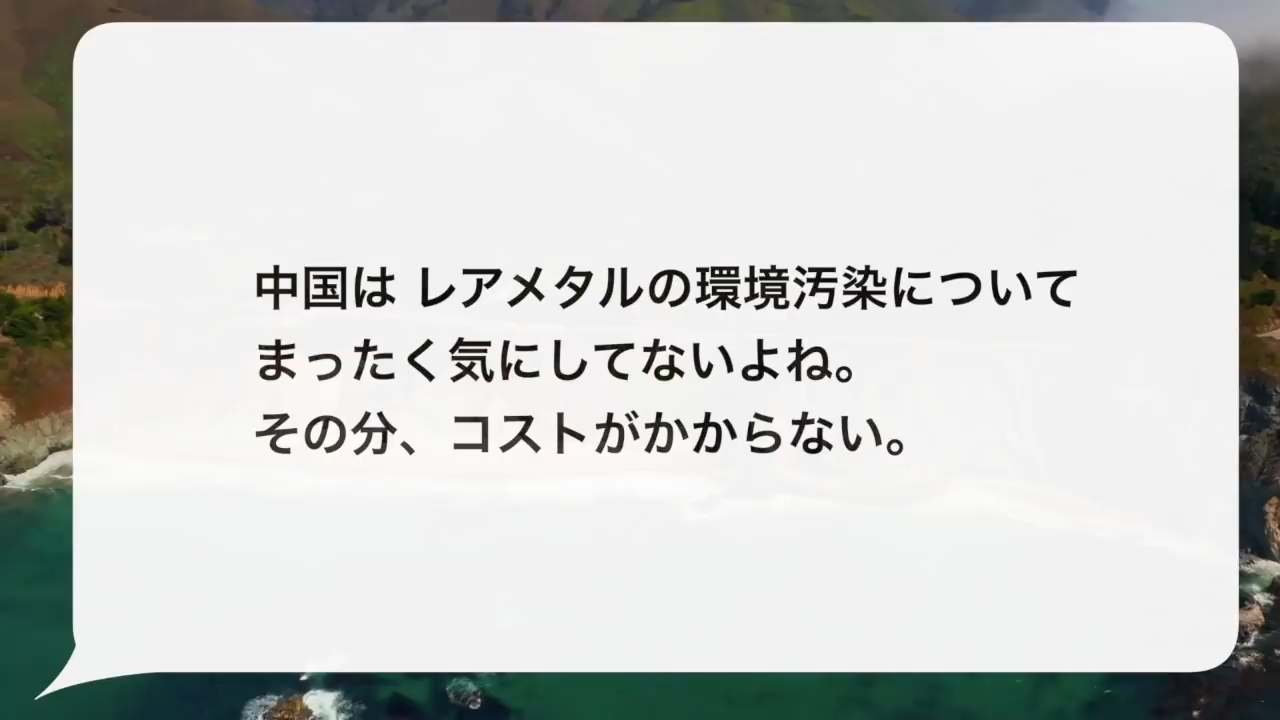 中国は レアメタルの環境汚染について
まったく気にしてないよね。
その分、コストがかからない。